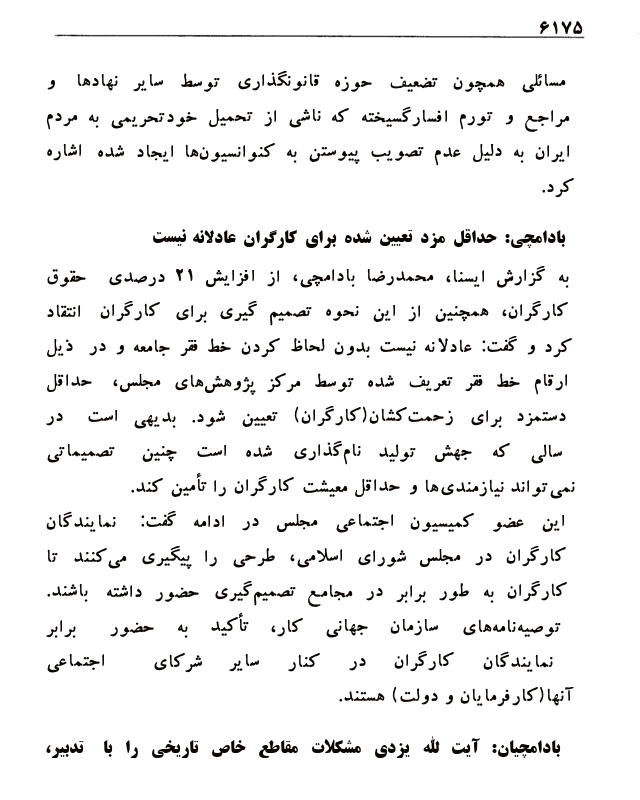 ۶۱۷۵
مسائلی همچون تضعیف حوزه قانونگذاری توسط سایر نهادها و
مراجع و تورم افسارگسیخته که ناشی از تحمیل خودتحریمی به مردم
ایران به دلیل عدم تصویب پیوستن به کنوانسیون‌ها ایجاد شده اشاره
کرد.
بادامچی: حداقل مزد تعیین شده برای کارگران عادلانه نیست
به گزارش ایسنا، محمدرضا بادامچی، از افزایش ۲۱ درصدی حقوق
کارگران، همچنین از این نحوه تصمیم گیری برای کارگران انتقاد
کرد و گفت: عادلانه نیست بدون لحاظ کردن خط فقر جامعه و در ذیل
ارقام خط فقر تعریف شده توسط مرکز پژوهش‌های مجلس، حداقل
دستمزد برای زحمت‌کشان(کارگران) تعیین شود. بدیهی است در
سالی که جهش تولید نام‌گذاری شده است چنین تصمیماتی
نمی‌تواند نیازمندی‌ها و حداقل معیشت کارگران را تأمین کند.
این عضو کمیسیون اجتماعی مجلس در ادامه گفت: نمایندگان
کارگران در مجلس شورای اسلامی، طرحی را پیگیری می‌کنند تا
کارگران به طور برابر در مجامع تصمیم‌گیری حضور داشته باشند.
توصیه‌نامه‌های سازمان جهانی کار، تأکید به حضور برابر
نمایندگان کارگران در کنار سایر شرکای اجتماعی
آنها(کارفرمایان و دولت) هستند.
بادامچیان: آیت لله یزدی مشکلات مقاطع خاص تاریخی را با تدبیر،